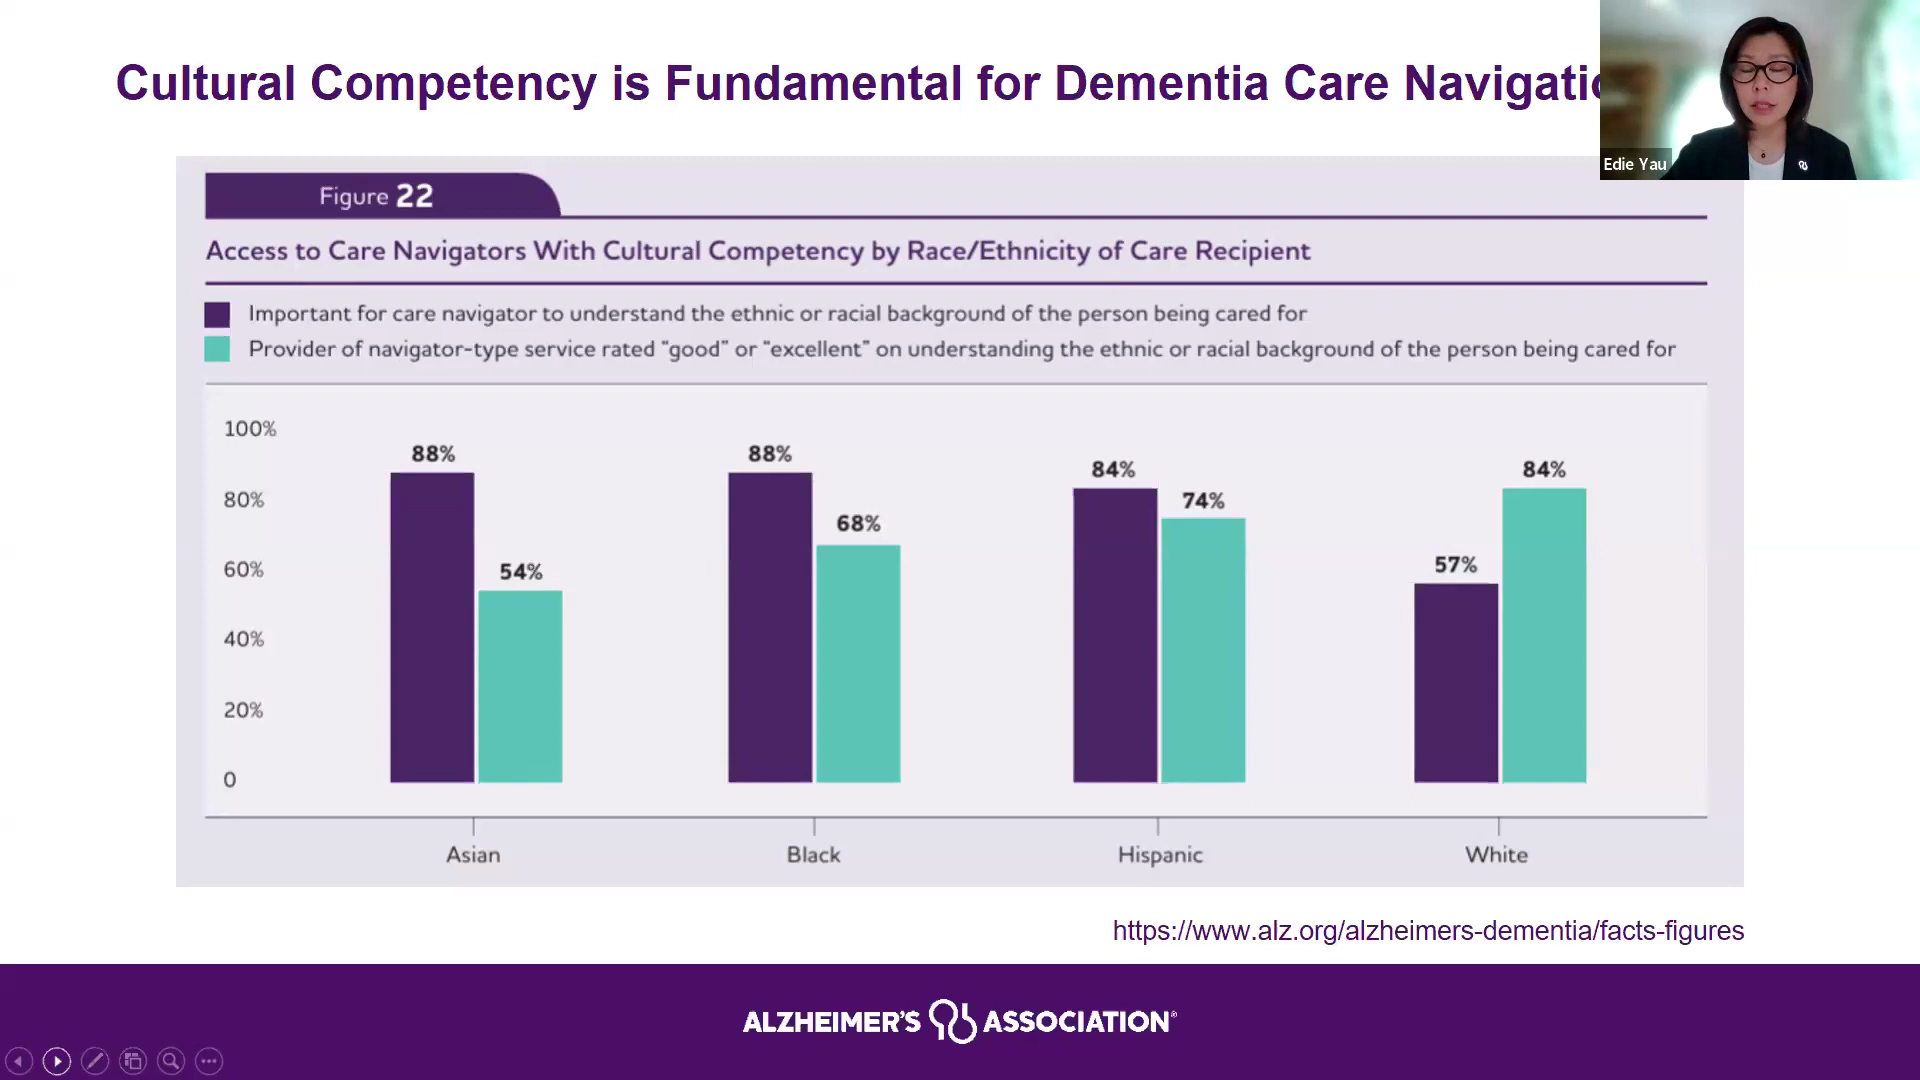 Cultural Competency is Fundamental for Dementia Care Navigatio
Edie Yau
Figure 22
Access to Care Navigators With Cultural Competency by Race/Ethnicity of Care Recipient
Important for care navigator to understand the ethnic or racial background of the person being cared for
Provider of navigator-type service rated “good” or “excellent” on understanding the ethnic or racial background of the person being cared for
100%
80%
60%
40%
20%
0
88%
54%
88%
68%
84%
74%
57%
84%
Asian
Black
Hispanic
White
https://www.alz.org/alzheimers-dementia/facts-figures
ALZHEIMER'S ASSOCIATION®